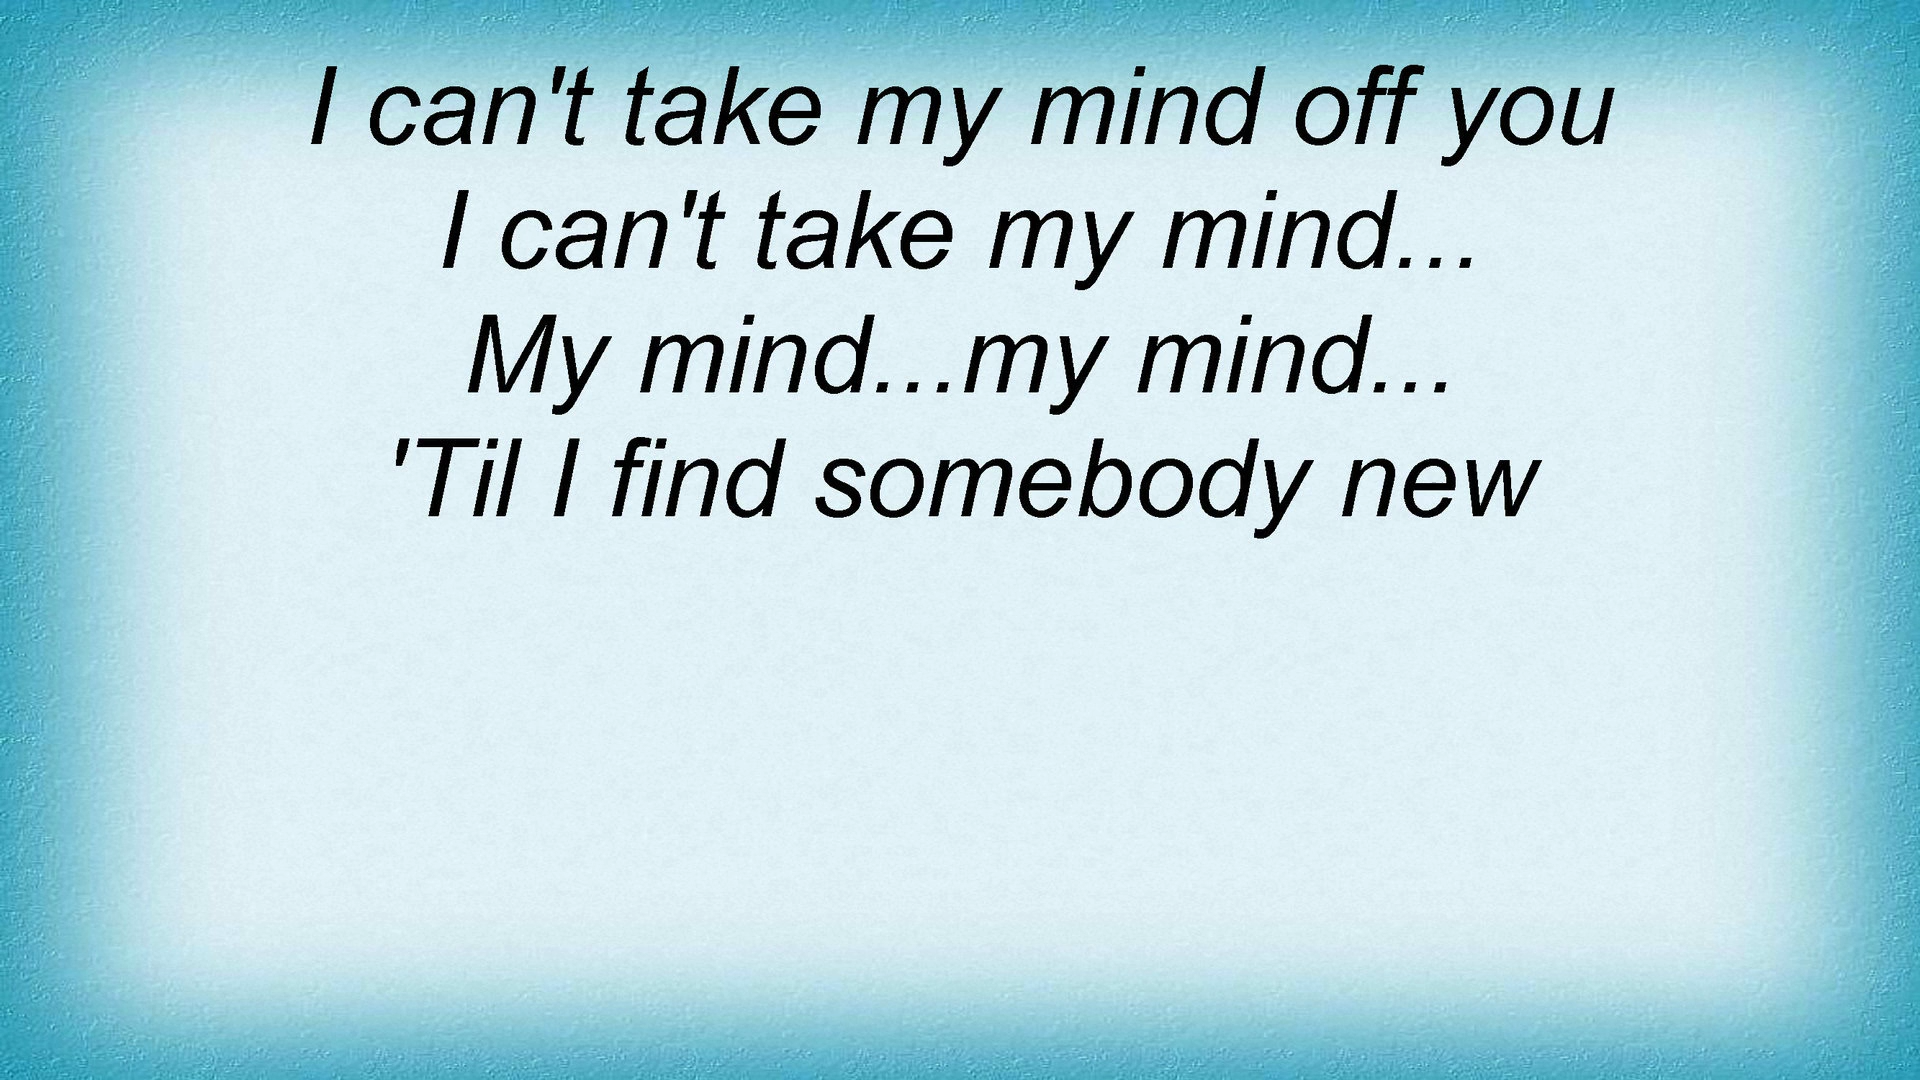 I can't take my mind off you
I can't take my mind...
My mind...my mind...
'Til I find somebody new